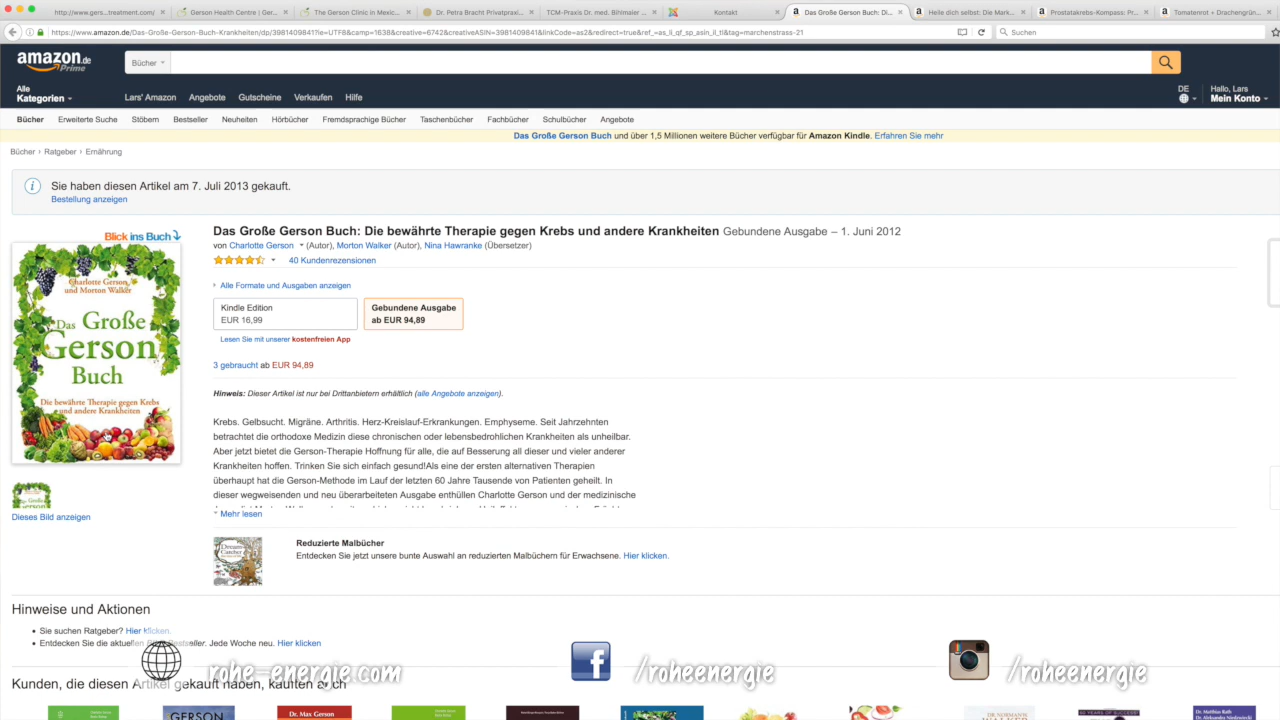 http://www.gers...treatment.com/
Gerson Health Centre | Ger...
The Gerson Clinic in Mexic...
Dr. Petra Bracht Privatpraxi...
TCM-Praxis Dr. med. Bihlmaier ...
Kontakt
Das Große Gerson Buch: Di...
Heile dich selbst: Die Mark...
Prostatakrebs-Kompass: Pr...
Tomatenrot + Drachengrün...
https://www.amazon.de/Das-Große-Gerson-Buch-Krankheiten/dp/3981409841?ie=UTF8&camp=1638&creative=6742&creativeASIN=3981409841&linkCode=as2&redirect=true&ref_=as_li_qf_sp_asin_il_tl&tag=marchenstrass-21
Suchen
amazon.de
Prime
Bücher
Alle
Kategorien
Lars' Amazon Angebote Gutscheine Verkaufen Hilfe
DE
Hallo, Lars
Mein Konto
Bücher Erweiterte Suche Stöbern Bestseller Neuheiten Hörbücher Fremdsprachige Bücher Taschenbücher Fachbücher Schulbücher Angebote
Das Große Gerson Buch und über 1,5 Millionen weitere Bücher verfügbar für Amazon Kindle. Erfahren Sie mehr
Bücher › Ratgeber › Ernährung
Sie haben diesen Artikel am 7. Juli 2013 gekauft.
Bestellung anzeigen
Blick ins Buch
Charlotte Gerson
und Morton Walker
Das Große
Gerson
Buch
Die bewährte Therapie gegen Krebs
und andere Krankheiten
Dieses Bild anzeigen
Das Große Gerson Buch: Die bewährte Therapie gegen Krebs und andere Krankheiten Gebundene Ausgabe – 1. Juni 2012
von Charlotte Gerson (Autor), Morton Walker (Autor), Nina Hawranke (Übersetzer)
40 Kundenrezensionen
Alle Formate und Ausgaben anzeigen
Kindle Edition
EUR 16,99
Gebundene Ausgabe
ab EUR 94,89
Lesen Sie mit unserer kostenfreien App
3 gebraucht ab EUR 94,89
Hinweis: Dieser Artikel ist nur bei Drittanbietern erhältlich (alle Angebote anzeigen).
Krebs. Gelbsucht. Migräne. Arthritis. Herz-Kreislauf-Erkrankungen. Emphyseme. Seit Jahrzehnten
betrachtet die orthodoxe Medizin diese chronischen oder lebensbedrohlichen Krankheiten als unheilbar.
Aber jetzt bietet die Gerson-Therapie Hoffnung für alle, die auf Besserung all dieser und vieler anderer
Krankheiten hoffen. Trinken Sie sich einfach gesund!Als eine der ersten alternativen Therapien
überhaupt hat die Gerson-Methode im Lauf der letzten 60 Jahre Tausende von Patienten geheilt. In
dieser wegweisenden und neu überarbeiteten Ausgabe enthüllen Charlotte Gerson und der medizinische
Mehr lesen
Dream Catcher
Reduzierte Malbücher
Entdecken Sie jetzt unsere bunte Auswahl an reduzierten Malbüchern für Erwachsene. Hier klicken.
Hinweise und Aktionen
Sie suchen Ratgeber? Hier klicken.
Entdecken Sie die aktuellen Bestseller. Jede Woche neu. Hier klicken
rohe-energie.com
/roheenergie
/roheenergie
Kunden, die diesen Artikel gekauft haben, kauften auch
GERSON
Dr. Max Gerson
DR. NORMAN W.
WALKER
50 YEARS OF SUCCESS
Dr. Matthias Rath
Dr. Aleksandra Niedzwiecki